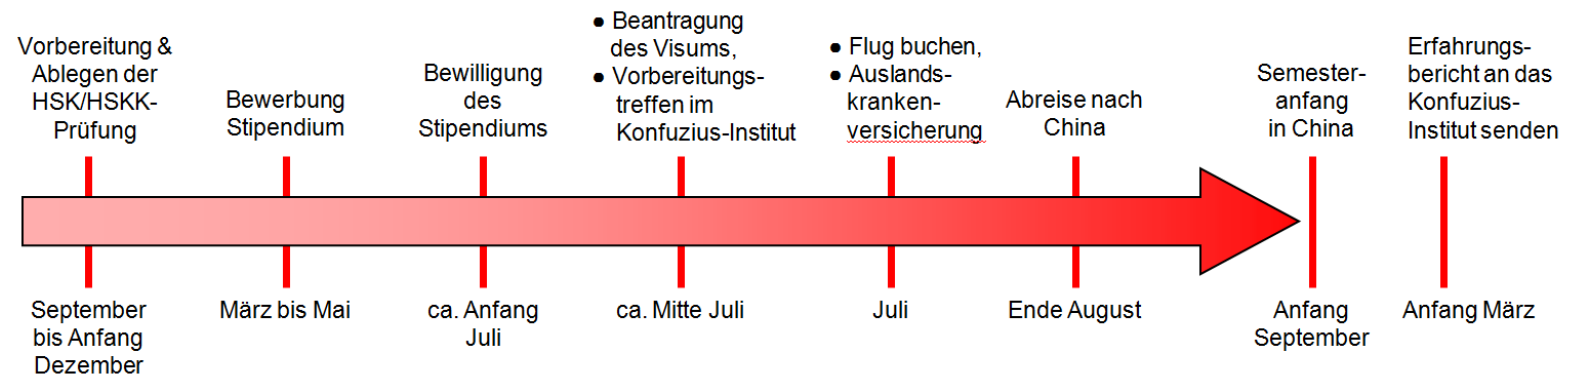 Vorbereitung &
Ablegen der
HSK/HSKK-
Prüfung
Bewerbung
Stipendium
Bewilligung
des
Stipendiums
● Beantragung
des Visums,
● Vorbereitungs-
treffen im
Konfuzius-Institut
● Flug buchen,
● Auslands-
kranken-
versicherung
Abreise nach
China
Semester-
anfang
in China
Erfahrungs-
bericht an das
Konfuzius-
Institut senden
September
bis Anfang
Dezember
März bis Mai
ca. Anfang
Juli
ca. Mitte Juli
Juli
Ende August
Anfang
September
Anfang März